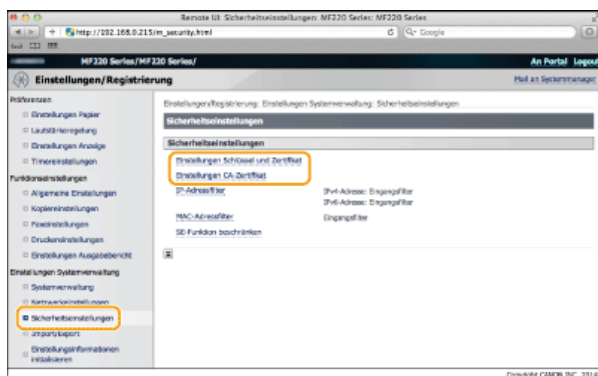 Remote UI: Sicherheitseinstellungen: MF220 Series: MF220 Series
http://192.168.0.215/m_security.html
Google
MF220 Series/MF220 Series/
An Portal Logout
Einstellungen/Registrierung
Mail an Systemmanager
Präferenzen
Einstellungen Papier
Lautstärkeregelung
Einstellungen Anzeige
Timereinstellungen
Funktionseinstellungen
Allgemeine Einstellungen
Kopiereinstellungen
Faxeinstellungen
Druckereinstellungen
Einstellungen Ausgabebericht
Einstellungen Systemverwaltung
Systemverwaltung
Netzwerkeinstellungen
Sicherheitseinstellungen
Import/Export
Einstellungsinformationen
initialisieren
Einstellungen/Registrierung: Einstellungen Systemverwaltung: Sicherheitseinstellungen
Sicherheitseinstellungen
Sicherheitseinstellungen
Einstellungen Schlüssel und Zertifikat
Einstellungen CA-Zertifikat
IP-Adressfilter
IPv4-Adresse: Eingangsfilter
IPv6-Adresse: Eingangsfilter
MAC-Adressfilter
Eingangsfilter
SE-Funktion beschränken
Copyright CANON INC. 2014